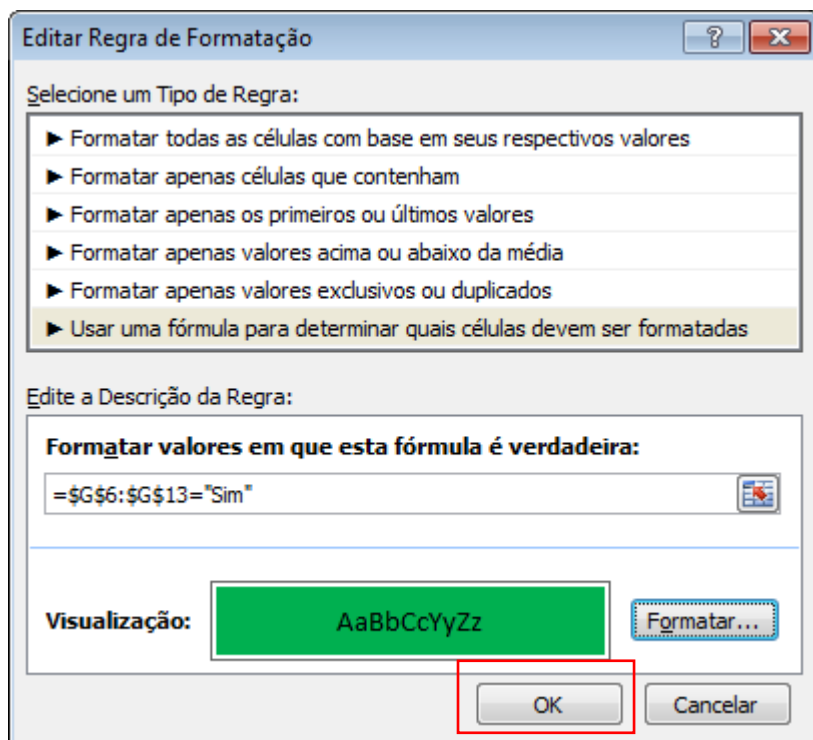 Editar Regra de Formatação
?
Selecione um Tipo de Regra:
► Formatar todas as células com base em seus respectivos valores
► Formatar apenas células que contenham
► Formatar apenas os primeiros ou últimos valores
► Formatar apenas valores acima ou abaixo da média
► Formatar apenas valores exclusivos ou duplicados
► Usar uma fórmula para determinar quais células devem ser formatadas
Edite a Descrição da Regra:
Formatar valores em que esta fórmula é verdadeira:
=$G$6:$G$13="Sim"
Visualização: AaBbCcYyZz Formatar...
OK Cancelar